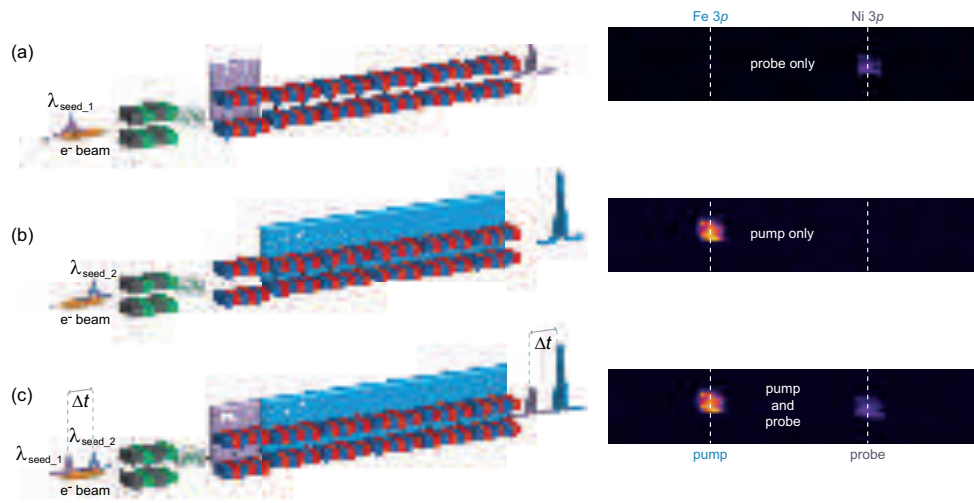 Fe 3p
Ni 3p
(a)
probe only
λseed_1
e- beam
(b)
pump only
λseed_2
e- beam
Δt
(c)
Δt
pump
and
probe
λseed_2
λseed_1
e- beam
pump
probe